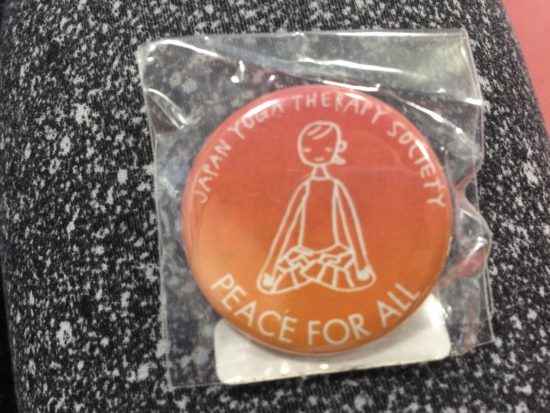 JAPAN YOGA THERAPY SOCIETY
PEACE FOR ALL